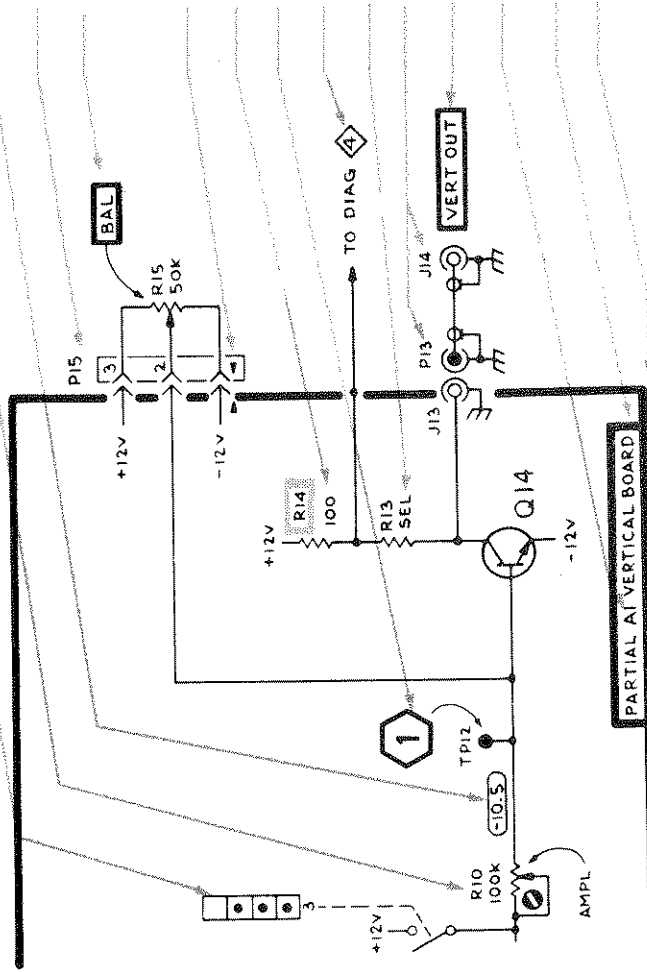 P15
BAL
+12V
3
R15
50K
2
-12V
+12V
R14
100
TO DIAG 4
R13
SEL
J13
P13
J14
VERT OUT
Q14
-12V
1
TP12
-10.5
3
+12V
R10
100K
AMPL
PARTIAL A1 VERTICAL BOARD